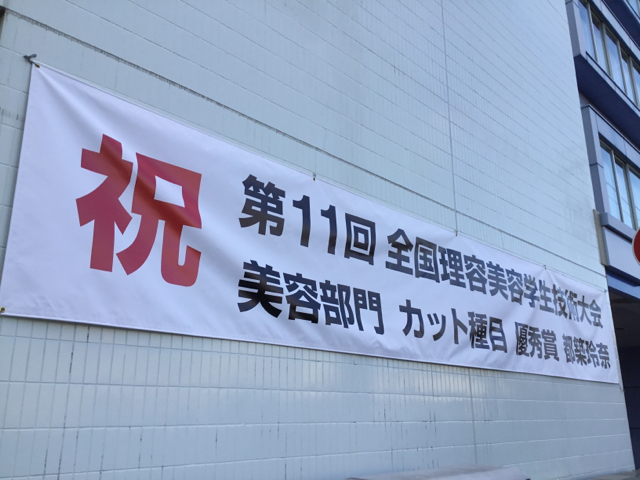 祝
第11回 全国理容美容学生技術大会
美容部門 カット種目 優秀賞 都築玲奈